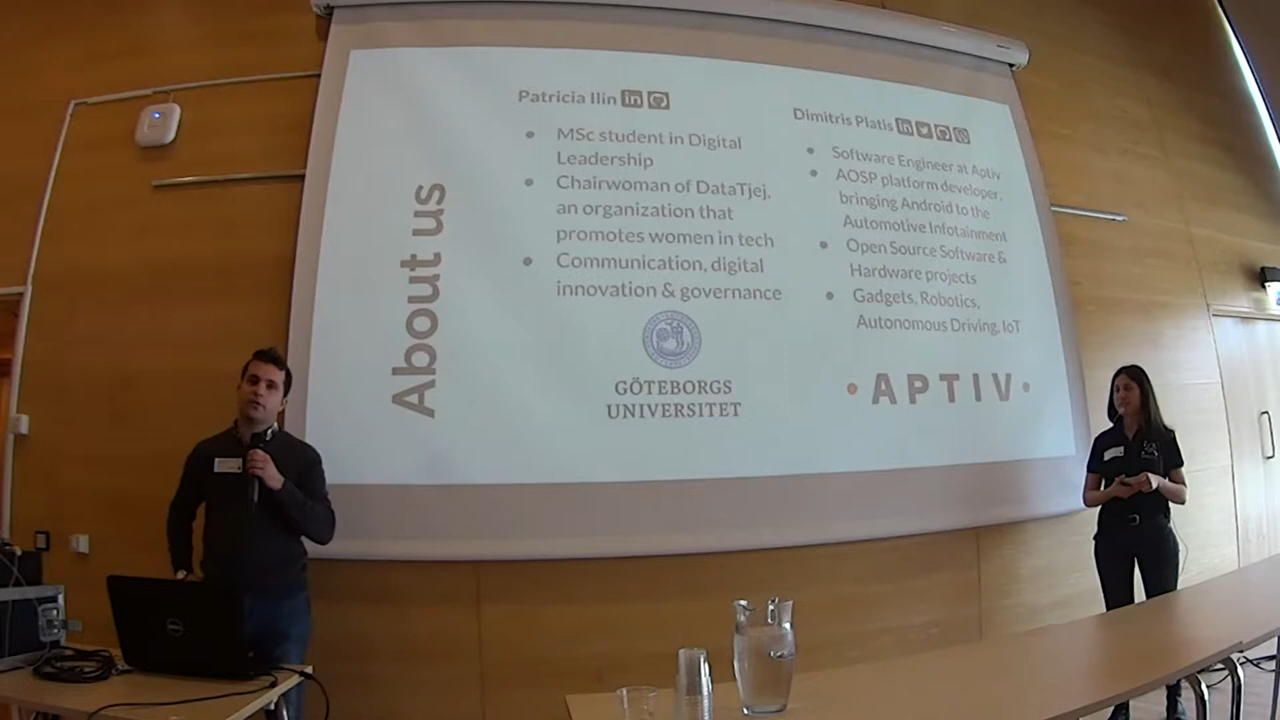 About us
Patricia Ilin
MSc student in Digital
Leadership
Chairwoman of DataTjej,
an organization that
promotes women in tech
Communication, digital
innovation & governance
GÖTEBORGS
UNIVERSITET
Dimitris Platis
Software Engineer at Aptiv
AOSP platform developer,
bringing Android to the
Automotive Infotainment
Open Source Software &
Hardware projects
Gadgets, Robotics,
Autonomous Driving, IoT
• APTIV •
DELL